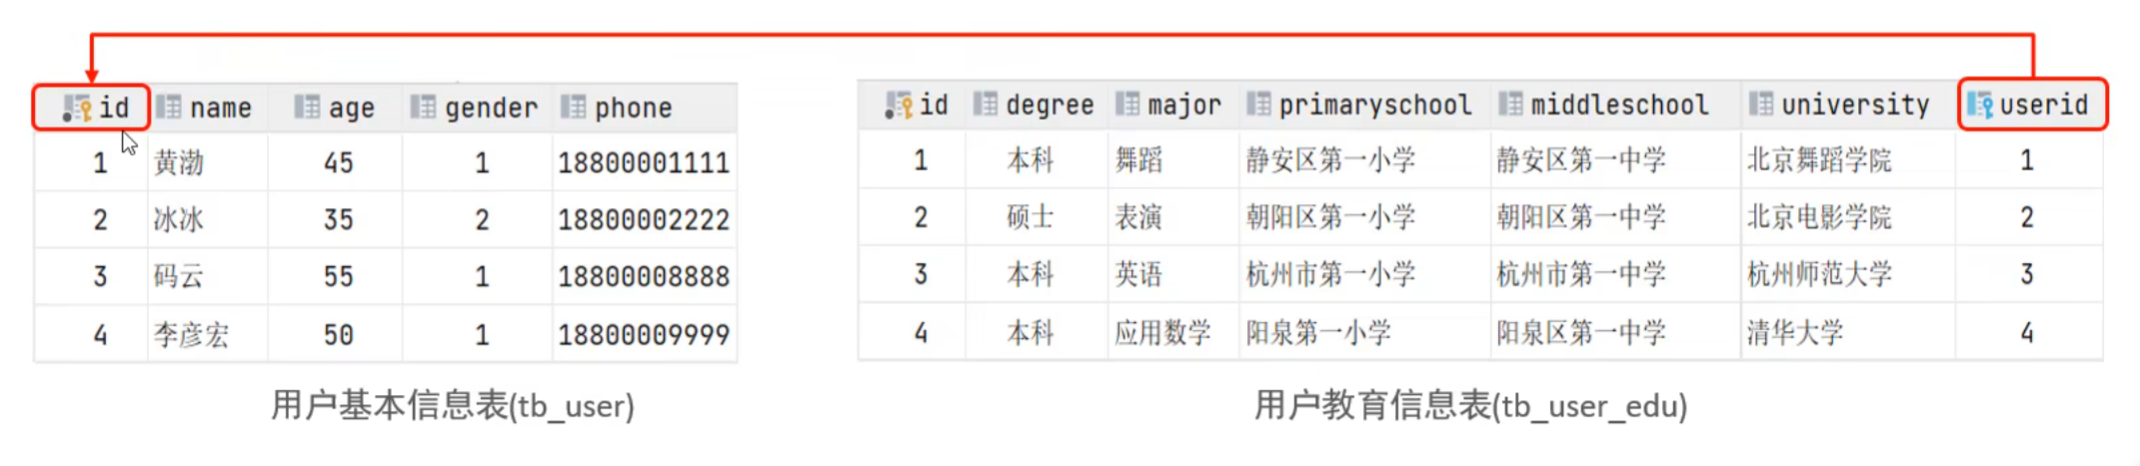 id name age gender phone
1 黄渤 45 1 18800001111
2 冰冰 35 2 18800002222
3 码云 55 1 18800008888
4 李彦宏 50 1 18800009999
用户基本信息表(tb_user)
id degree major primaryschool middleschool university userid
1 本科 舞蹈 静安区第一小学 静安区第一中学 北京舞蹈学院 1
2 硕士 表演 朝阳区第一小学 朝阳区第一中学 北京电影学院 2
3 本科 英语 杭州市第一小学 杭州市第一中学 杭州师范大学 3
4 本科 应用数学 阳泉第一小学 阳泉区第一中学 清华大学 4
用户教育信息表(tb_user_edu)